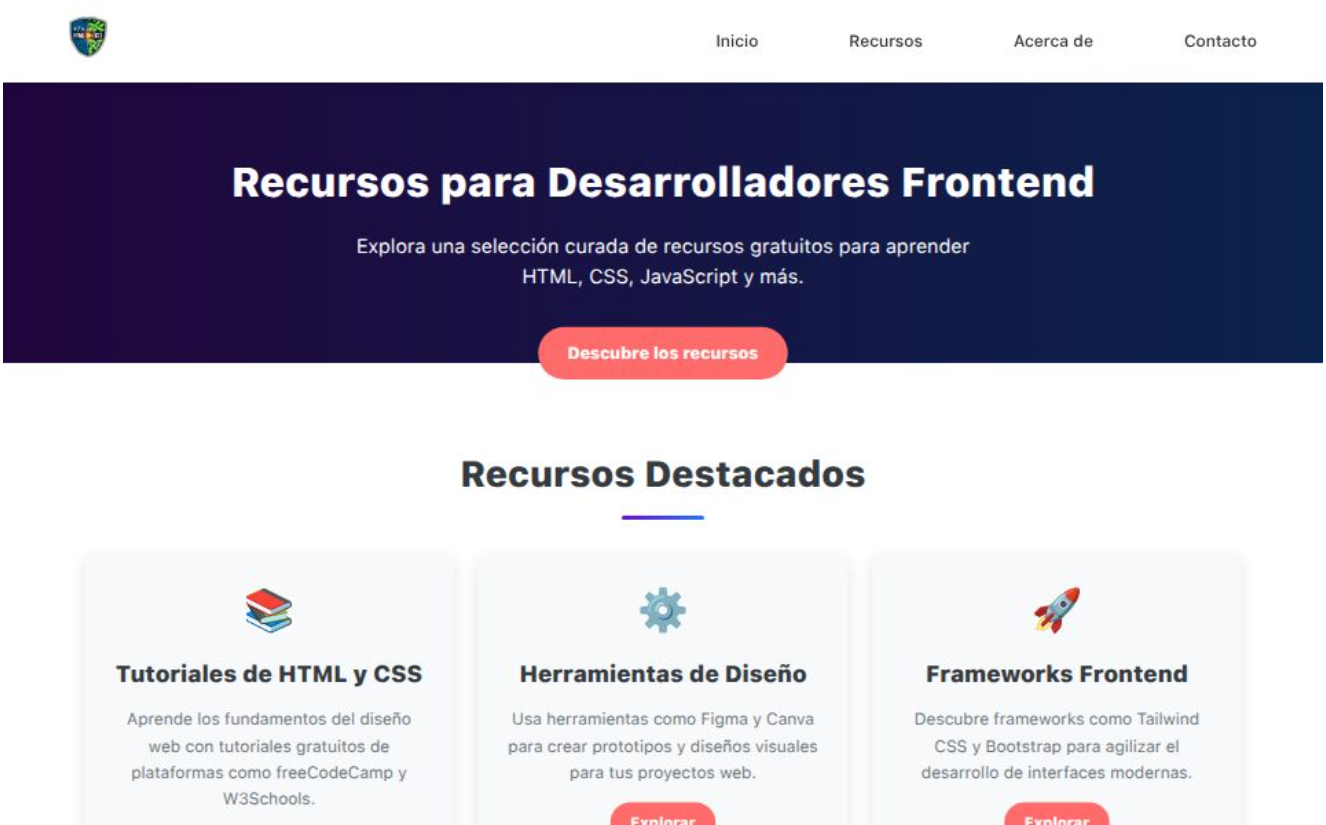 Inicio
Recursos
Acerca de
Contacto
Recursos para Desarrolladores Frontend
Explora una selección curada de recursos gratuitos para aprender
HTML, CSS, JavaScript y más.
Descubre los recursos
Recursos Destacados
Tutoriales de HTML y CSS
Aprende los fundamentos del diseño
web con tutoriales gratuitos de
plataformas como freeCodeCamp y
W3Schools.
Herramientas de Diseño
Usa herramientas como Figma y Canva
para crear prototipos y diseños visuales
para tus proyectos web.
Explorar
Frameworks Frontend
Descubre frameworks como Tailwind
CSS y Bootstrap para agilizar el
desarrollo de interfaces modernas.
Explorar